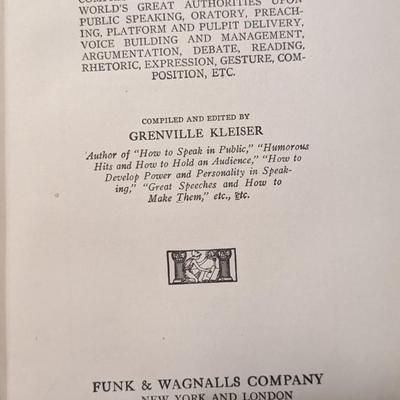 WORLD'S GREAT AUTHORITIES UPON
PUBLIC SPEAKING, ORATORY, PREACH-
ING, PLATFORM AND PULPIT DELIVERY,
VOICE BUILDING AND MANAGEMENT,
ARGUMENTATION, DEBATE, READING,
RHETORIC, EXPRESSION, GESTURE, COM-
POSITION, ETC.
COMPILED AND EDITED BY
GRENVILLE KLEISER
Author of "How to Speak in Public," "Humorous
Hits and How to Hold an Audience," "How to
Develop Power and Personality in Speak-
ing," "Great Speeches and How to
Make Them," etc., etc.
FUNK & WAGNALLS COMPANY
NEW YORK AND LONDON